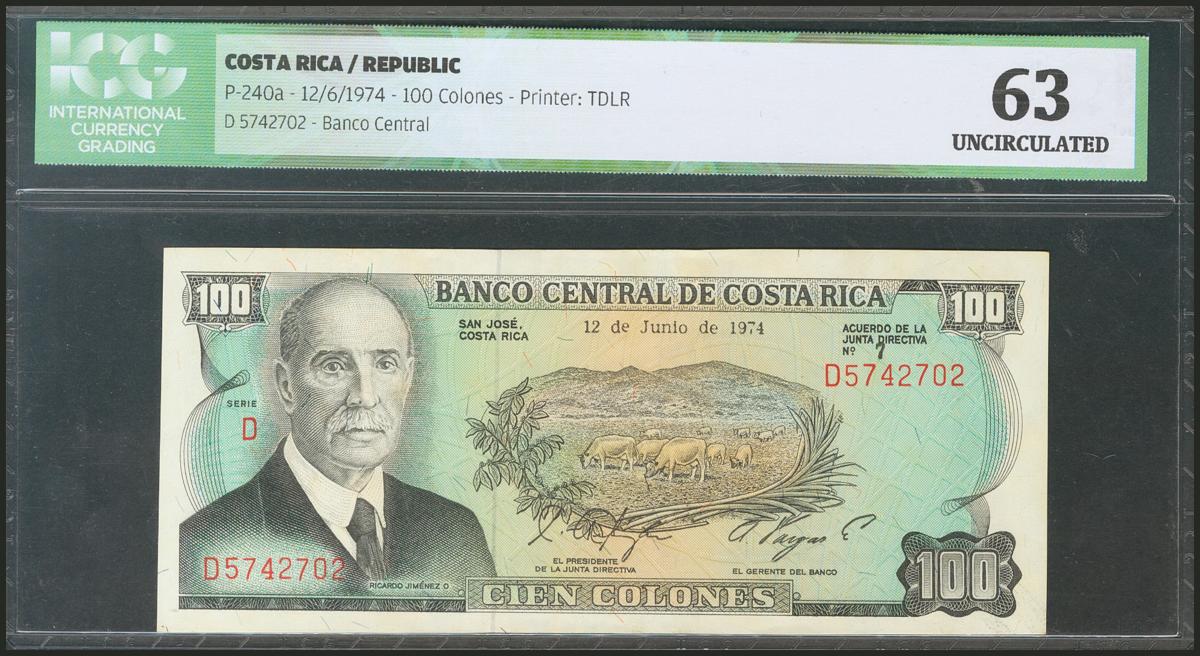 ICG
INTERNATIONAL
CURRENCY
GRADING
COSTA RICA / REPUBLIC
P-240a - 12/6/1974 - 100 Colones - Printer: TDLR
D 5742702 - Banco Central
63
UNCIRCULATED
100
BANCO CENTRAL DE COSTA RICA
100
SAN JOSÉ,
COSTA RICA
12 de Junio de 1974
ACUERDO DE LA
JUNTA DIRECTIVA
Nº 7
D5742702
SERIE
D
A. Vargas E
EL PRESIDENTE
DE LA JUNTA DIRECTIVA
EL GERENTE DEL BANCO
D5742702
RICARDO JIMÉNEZ O.
CIEN COLONES
100